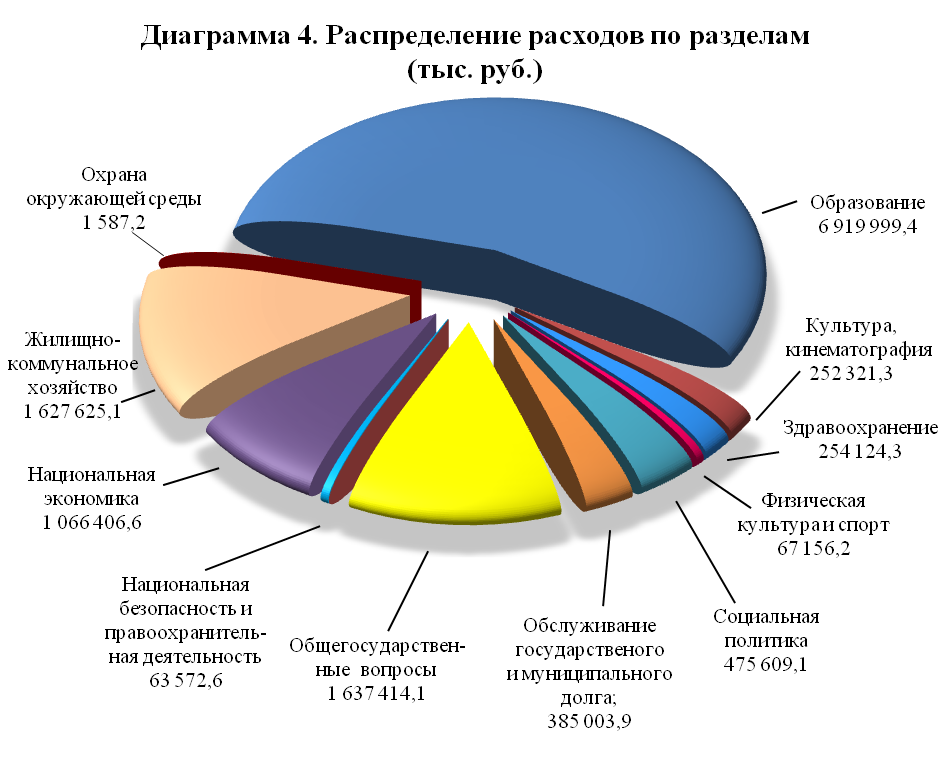 Диаграмма 4. Распределение расходов по разделам
(тыс. руб.)
Охрана
окружающей среды
1 587,2
Образование
6 919 999,4
Культура,
кинематография
252 321,3
Жилищно-
коммунальное
хозяйство
1 627 625,1
Здравоохранение
254 124,3
Национальная
экономика
1 066 406,6
Физическая
культура и спорт
67 156,2
Национальная
безопасность и
правоохранитель-
ная деятельность
63 572,6
Общегосударствен-
ные вопросы
1 637 414,1
Обслуживание
государственого
и муниципального
долга;
385 003,9
Социальная
политика
475 609,1